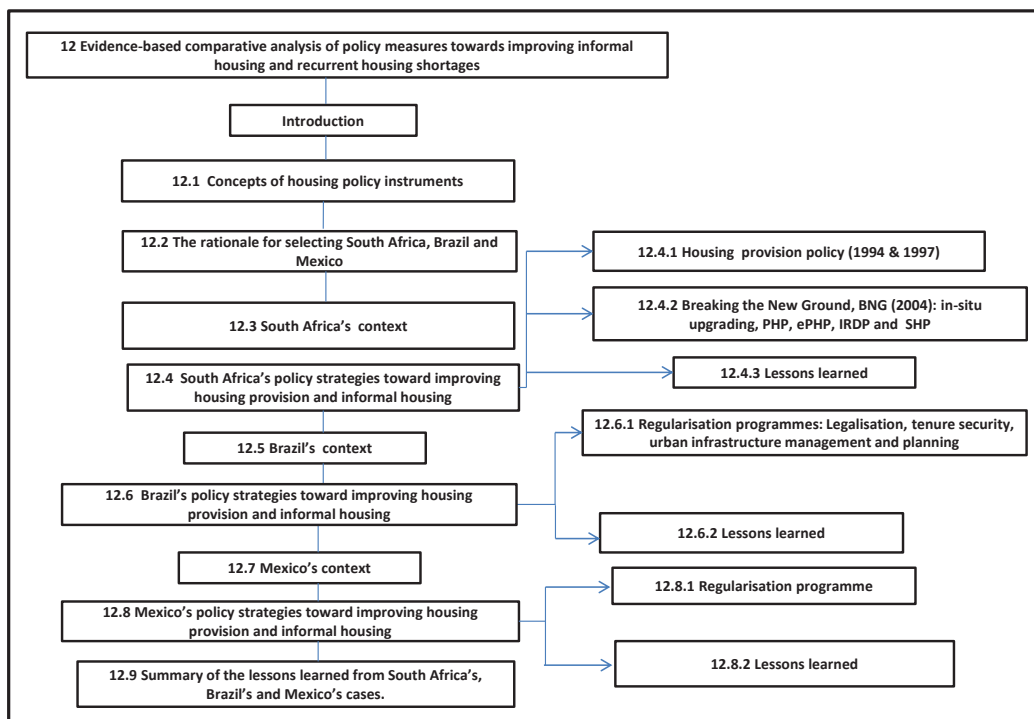 12 Evidence-based comparative analysis of policy measures towards improving informal
housing and recurrent housing shortages
Introduction
12.1 Concepts of housing policy instruments
12.2 The rationale for selecting South Africa, Brazil and
Mexico
12.3 South Africa's context
12.4 South Africa's policy strategies toward improving
housing provision and informal housing
12.4.1 Housing provision policy (1994 & 1997)
12.4.2 Breaking the New Ground, BNG (2004): in-situ
upgrading, PHP, ePHP, IRDP and SHP
12.4.3 Lessons learned
12.5 Brazil's context
12.6 Brazil's policy strategies toward improving housing
provision and informal housing
12.6.1 Regularisation programmes: Legalisation, tenure security,
urban infrastructure management and planning
12.6.2 Lessons learned
12.7 Mexico's context
12.8 Mexico's policy strategies toward improving housing
provision and informal housing
12.8.1 Regularisation programme
12.8.2 Lessons learned
12.9 Summary of the lessons learned from South Africa's,
Brazil's and Mexico's cases.